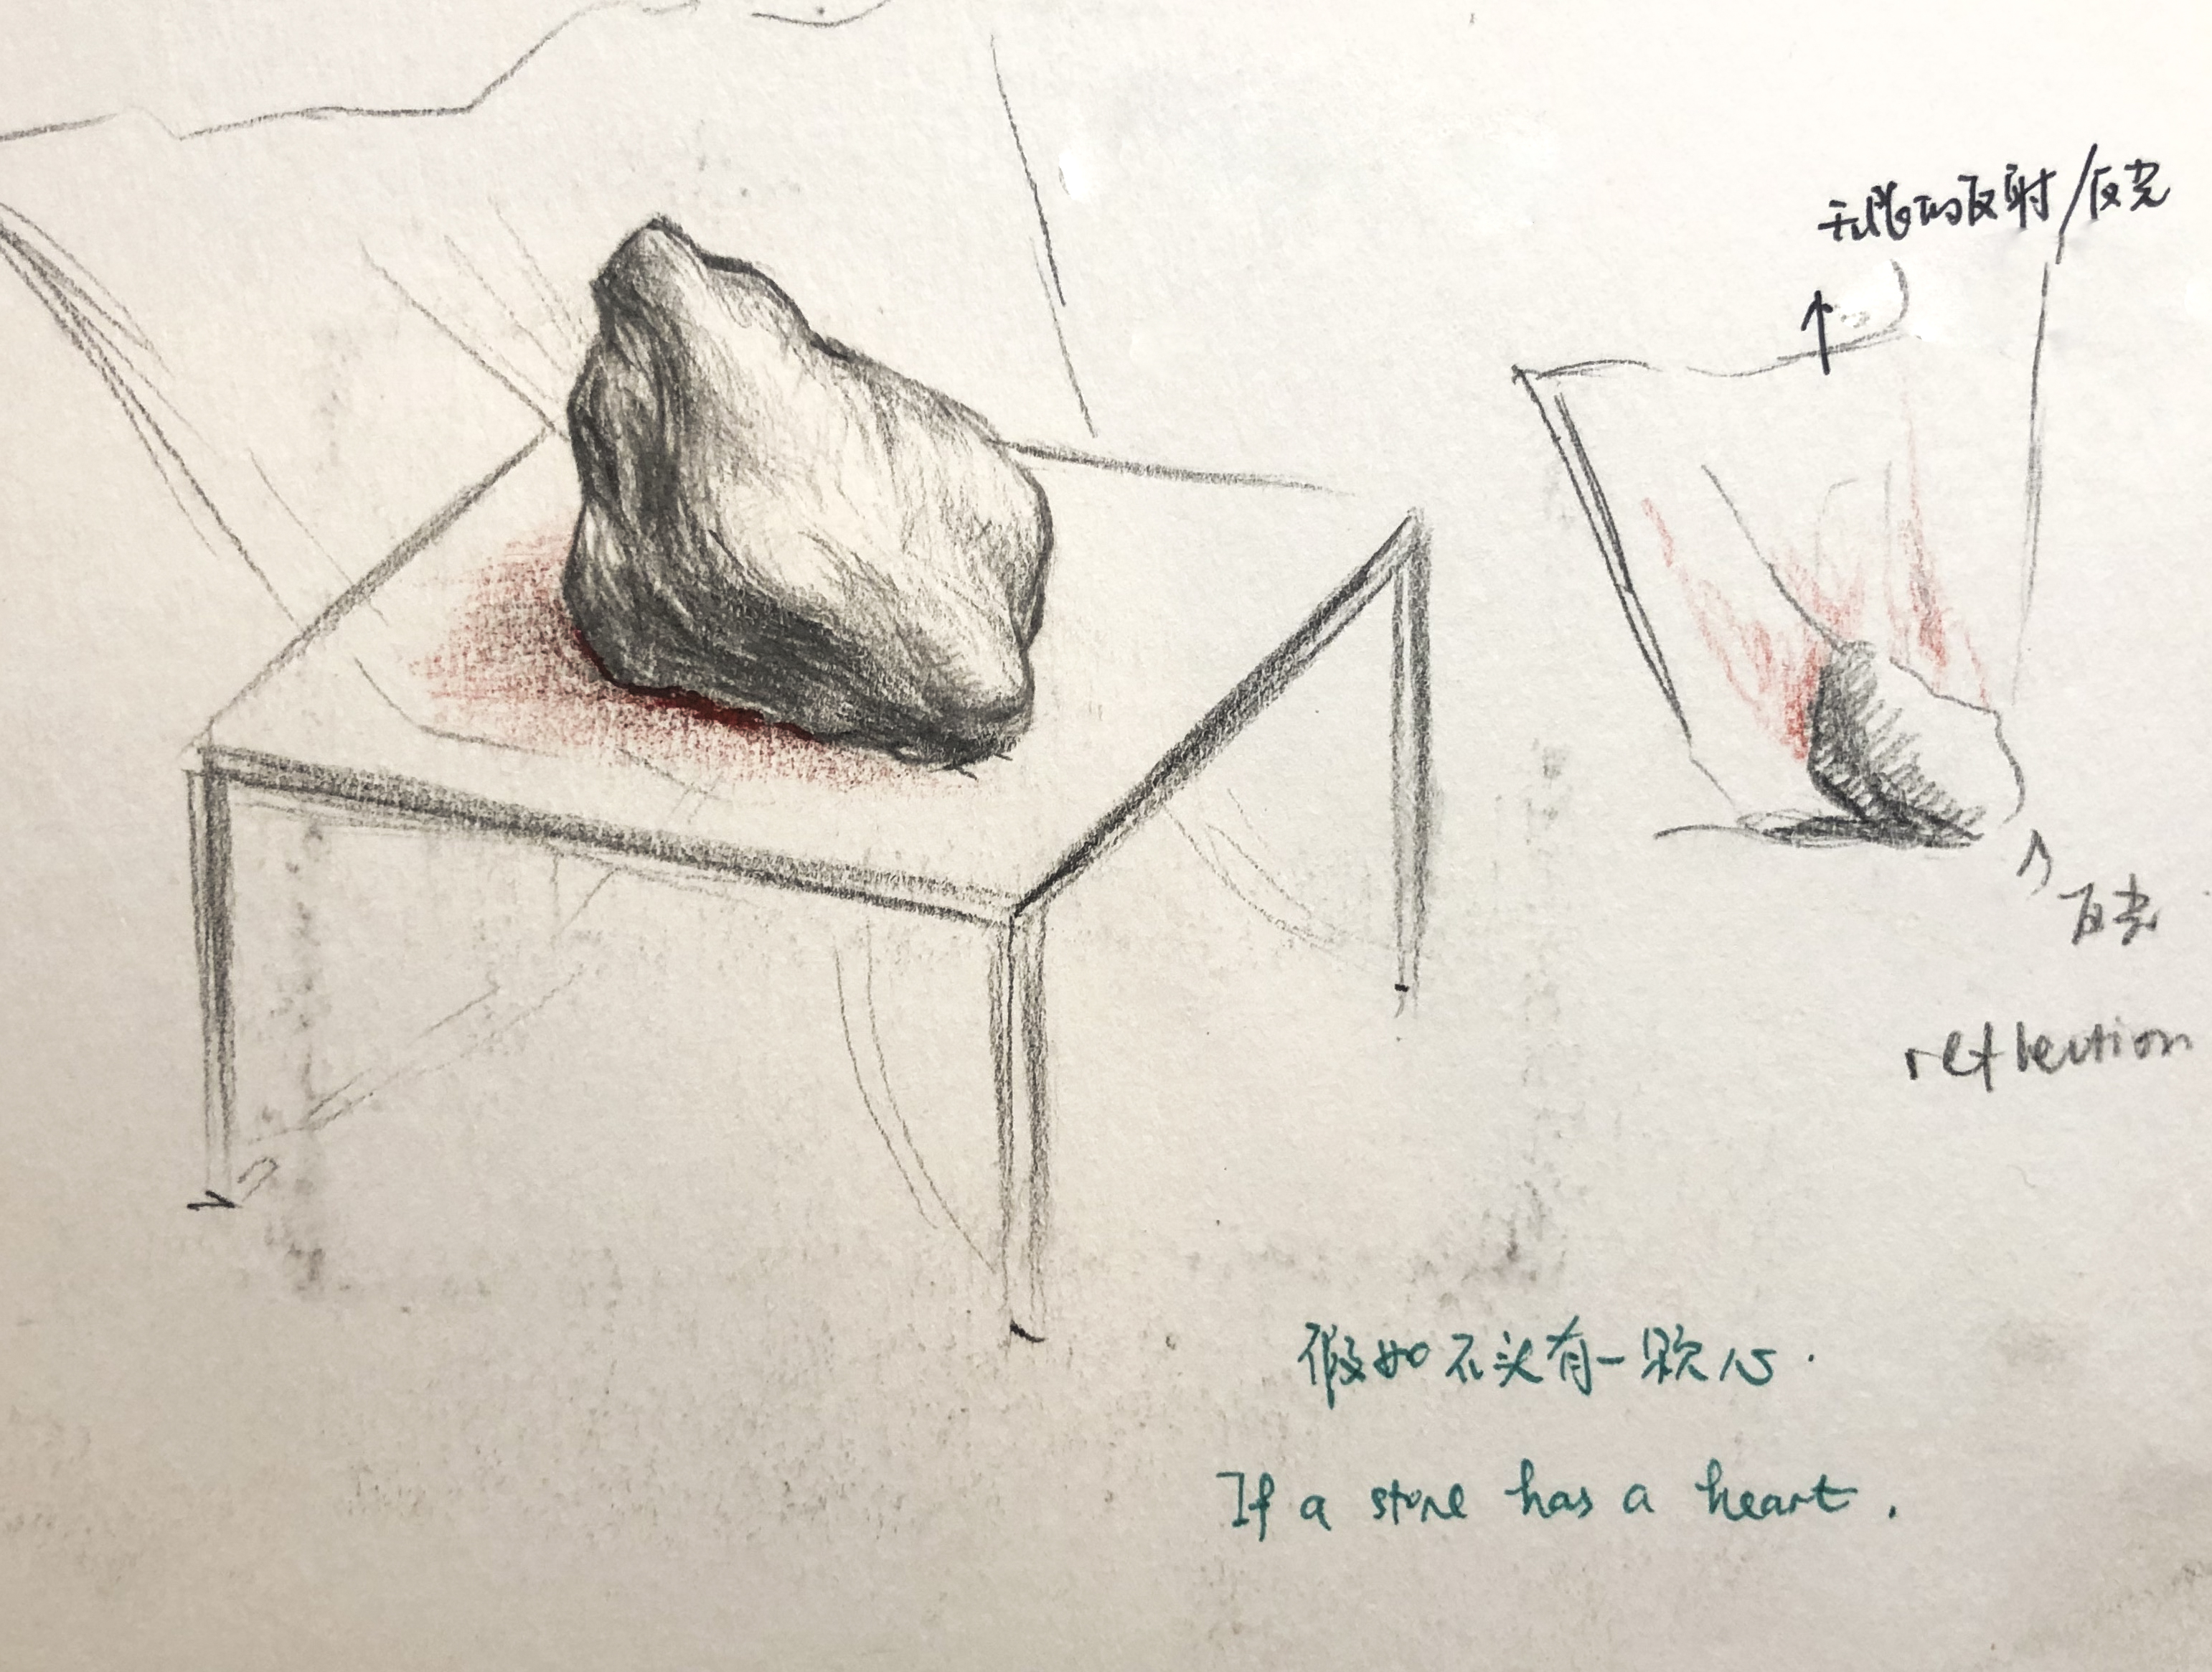 无限的反射/反光
反光
reflection
假如石头有一颗心.
If a stone has a heart.